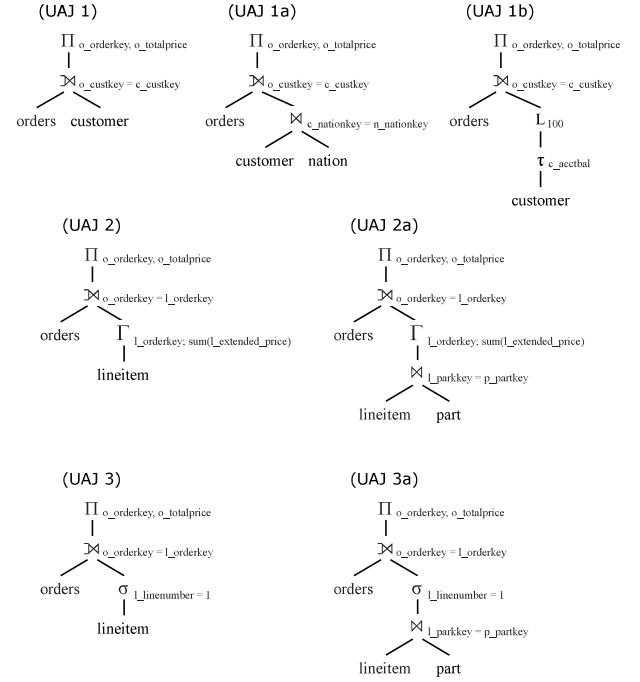 (UAJ 1) (UAJ 1a) (UAJ 1b)
Π o_orderkey, o_totalprice Π o_orderkey, o_totalprice Π o_orderkey, o_totalprice
⟕ o_custkey = c_custkey ⟕ o_custkey = c_custkey ⟕ o_custkey = c_custkey
orders customer orders ⋈ c_nationkey = n_nationkey orders L 100
customer nation τ c_acctbal
customer
(UAJ 2) (UAJ 2a)
Π o_orderkey, o_totalprice Π o_orderkey, o_totalprice
⟕ o_orderkey = l_orderkey ⟕ o_orderkey = l_orderkey
orders Γ l_orderkey; sum(l_extended_price) orders Γ l_orderkey; sum(l_extended_price)
lineitem ⋈ l_parkkey = p_partkey
lineitem part
(UAJ 3) (UAJ 3a)
Π o_orderkey, o_totalprice Π o_orderkey, o_totalprice
⟕ o_orderkey = l_orderkey ⟕ o_orderkey = l_orderkey
orders σ l_linenumber = 1 orders σ l_linenumber = 1
lineitem ⋈ l_parkkey = p_partkey
lineitem part